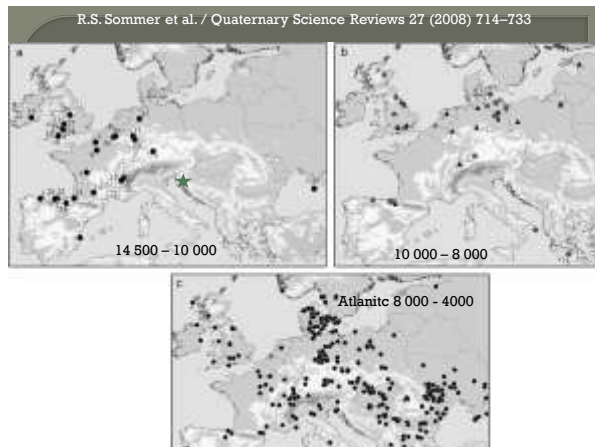 R.S. Sommer et al. / Quaternary Science Reviews 27 (2008) 714–733
a
b
14 500 – 10 000
10 000 – 8 000
c
Atlanitc 8 000 - 4000